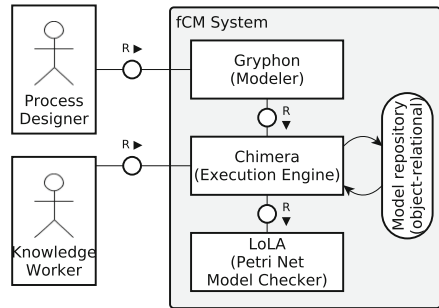 fCM System
R ▶
Process
Designer
Gryphon
(Modeler)
R
▼
R ▶
Knowledge
Worker
Chimera
(Execution Engine)
Model repository
(object-relational)
R
▼
LoLA
(Petri Net
Model Checker)